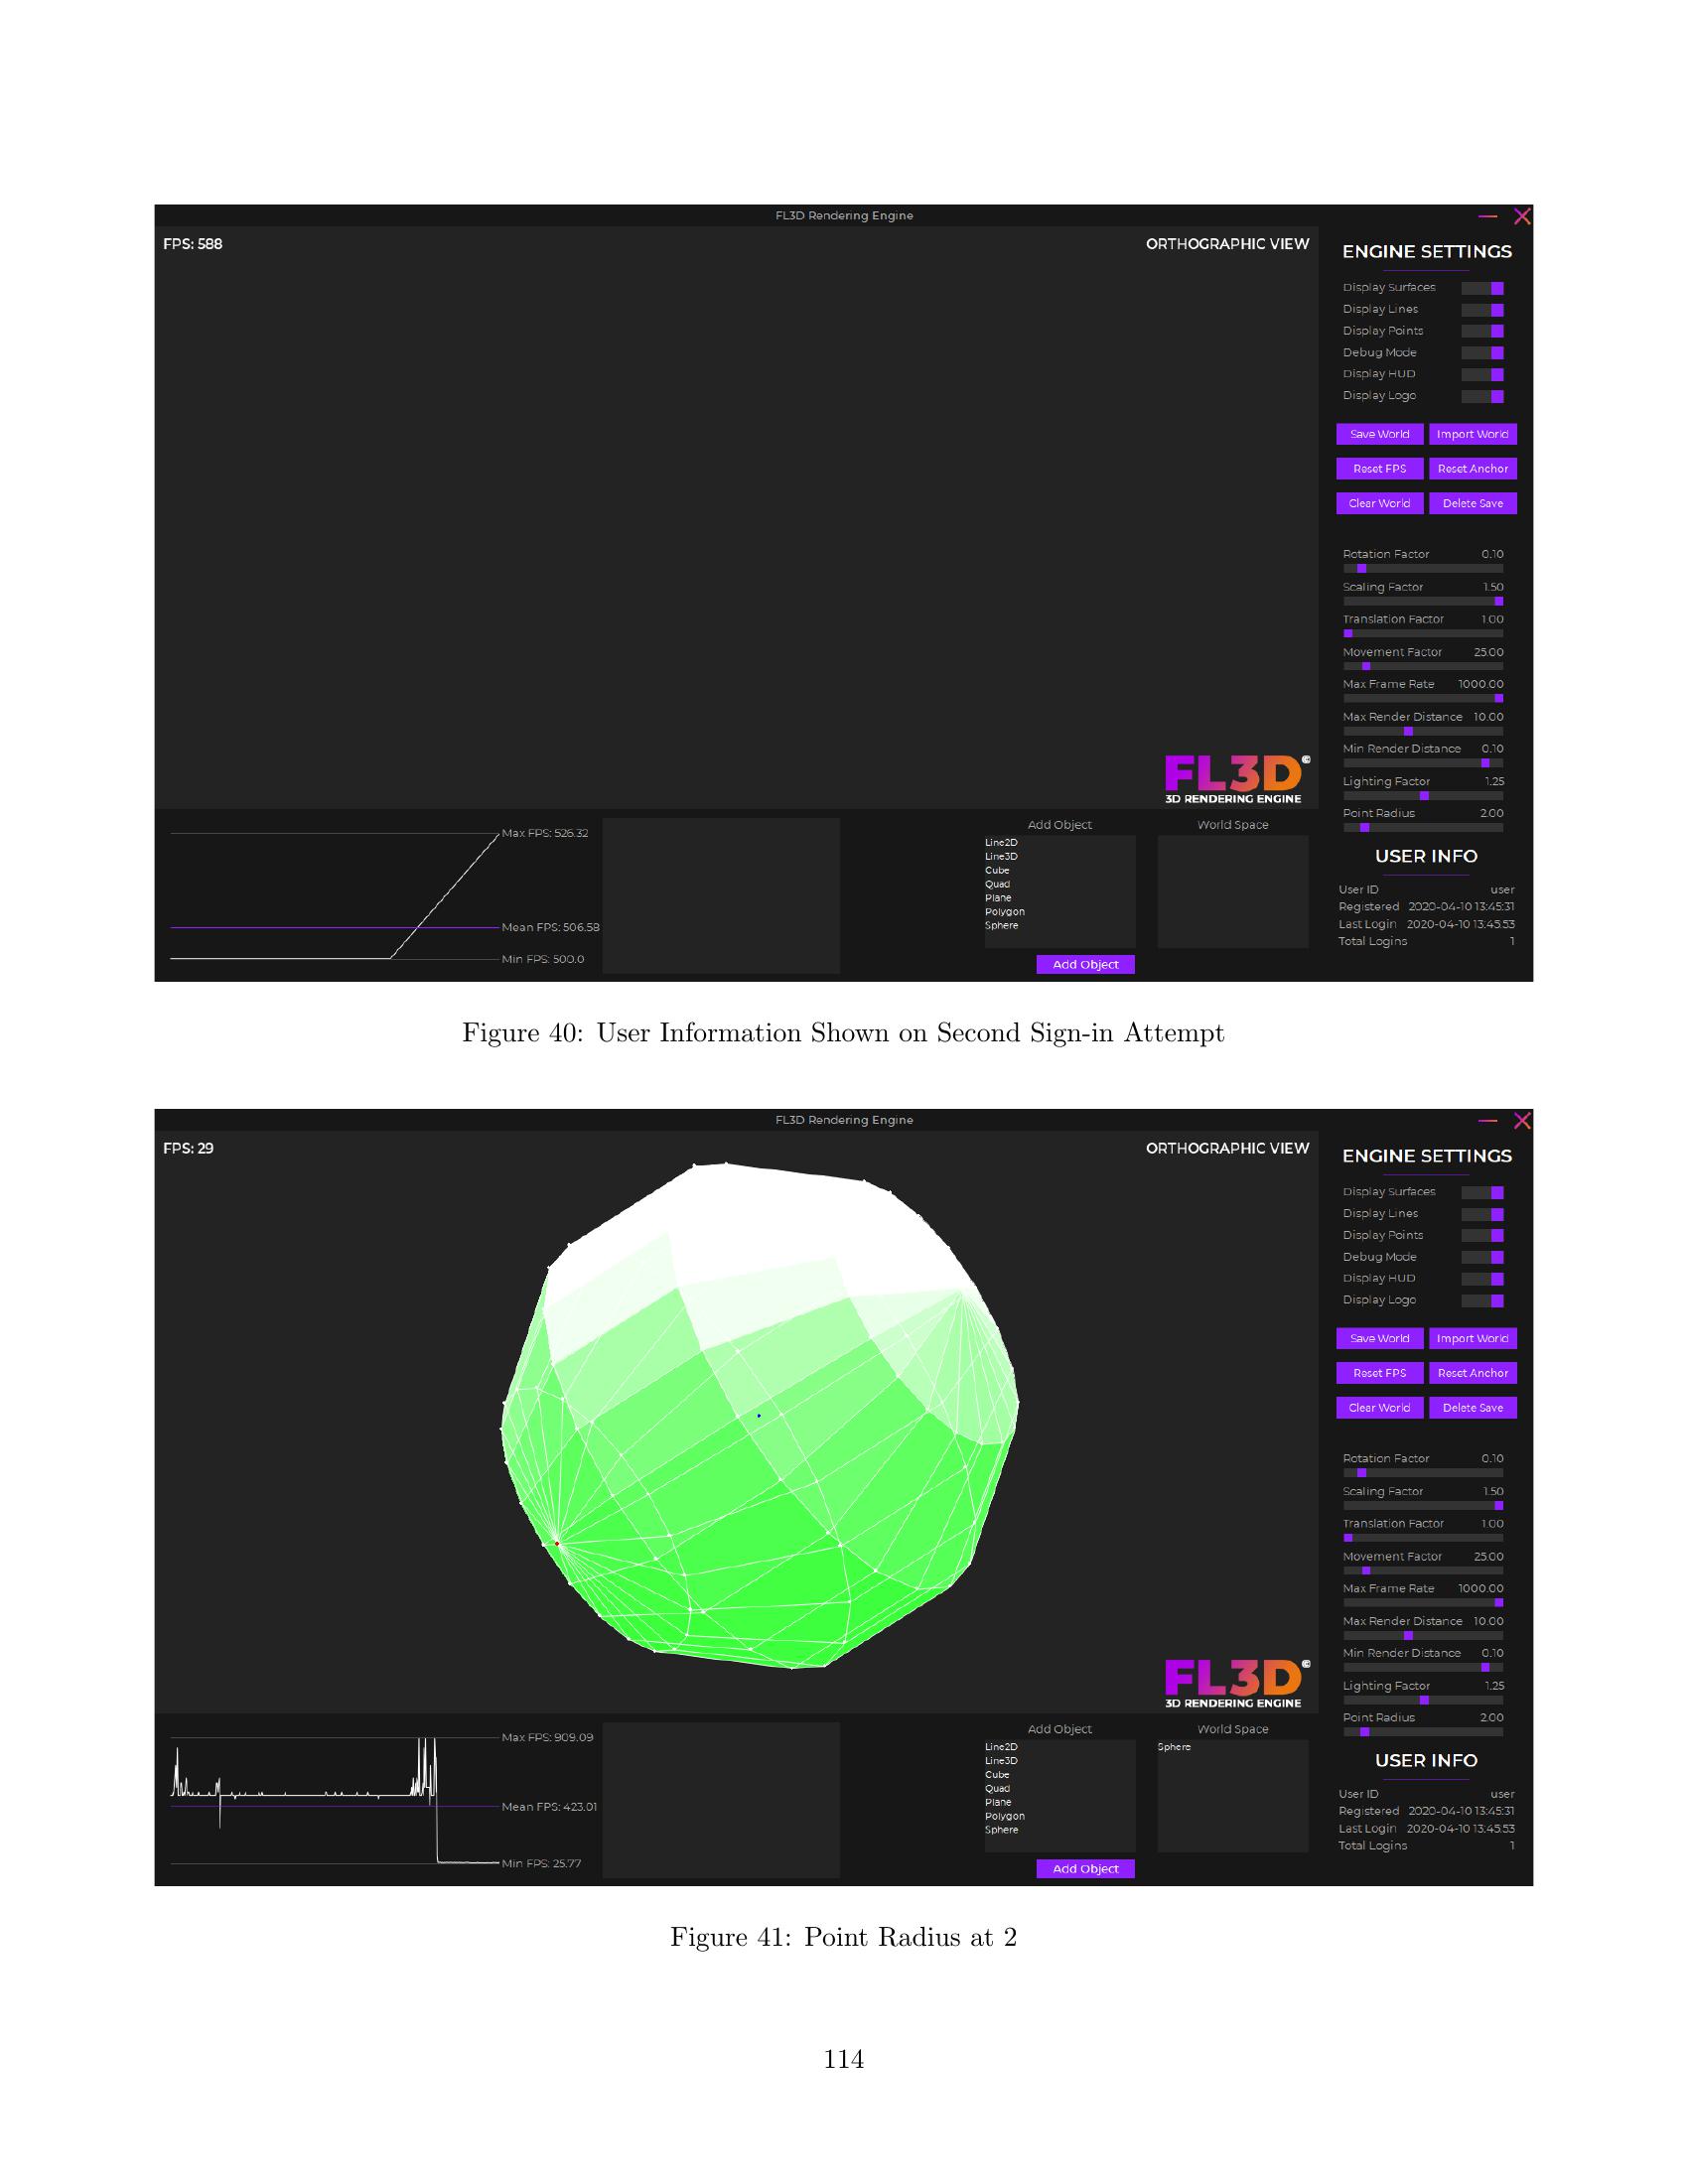 FL3D Rendering Engine
FPS: 588
ORTHOGRAPHIC VIEW
ENGINE SETTINGS
Display Surfaces
Display Lines
Display Points
Debug Mode
Display HUD
Display Logo
Save World Import World
Reset FPS Reset Anchor
Clear World Delete Save
Rotation Factor 0.10
Scaling Factor 1.50
Translation Factor 1.00
Movement Factor 25.00
Max Frame Rate 1000.00
Max Render Distance 10.00
Min Render Distance 0.10
Lighting Factor 1.25
Point Radius 2.00
FL3D©
3D RENDERING ENGINE
Max FPS: 526.32
Mean FPS: 506.58
Min FPS: 500.0
Add Object
Line2D
Line3D
Cube
Quad
Plane
Polygon
Sphere
Add Object
World Space
USER INFO
User ID user
Registered 2020-04-10 13:45:31
Last Login 2020-04-10 13:45:53
Total Logins 1
Figure 40: User Information Shown on Second Sign-in Attempt
FL3D Rendering Engine
FPS: 29
ORTHOGRAPHIC VIEW
ENGINE SETTINGS
Display Surfaces
Display Lines
Display Points
Debug Mode
Display HUD
Display Logo
Save World Import World
Reset FPS Reset Anchor
Clear World Delete Save
Rotation Factor 0.10
Scaling Factor 1.50
Translation Factor 1.00
Movement Factor 25.00
Max Frame Rate 1000.00
Max Render Distance 10.00
Min Render Distance 0.10
Lighting Factor 1.25
Point Radius 2.00
FL3D©
3D RENDERING ENGINE
Max FPS: 909.09
Mean FPS: 423.01
Min FPS: 25.77
Add Object
Line2D
Line3D
Cube
Quad
Plane
Polygon
Sphere
Add Object
World Space
Sphere
USER INFO
User ID user
Registered 2020-04-10 13:45:31
Last Login 2020-04-10 13:45:53
Total Logins 1
Figure 41: Point Radius at 2
114